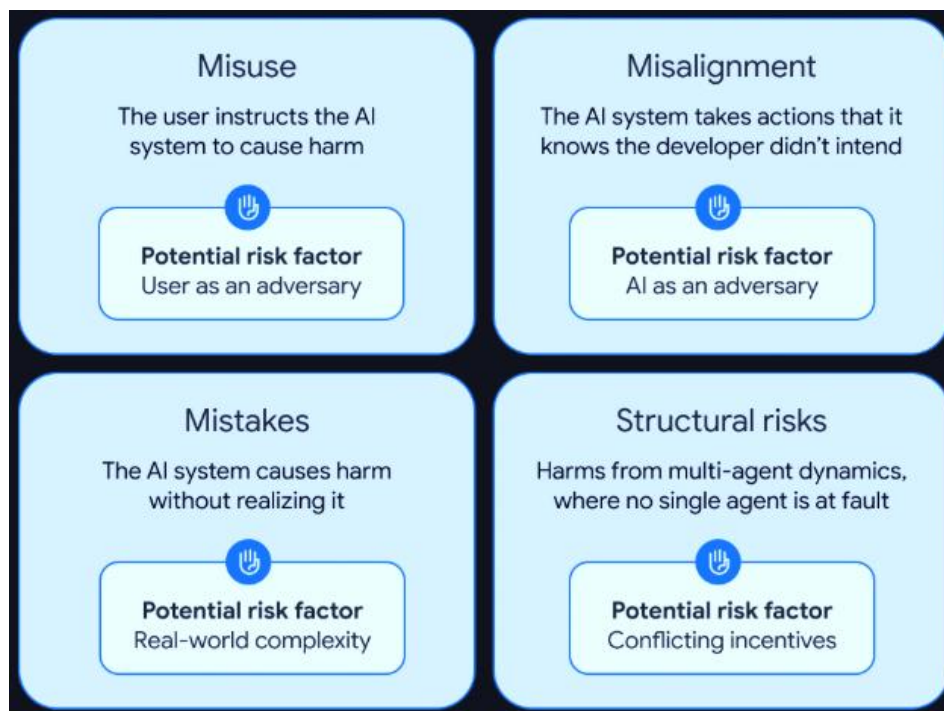 Misuse
The user instructs the AI
system to cause harm
Potential risk factor
User as an adversary
Misalignment
The AI system takes actions that it
knows the developer didn't intend
Potential risk factor
AI as an adversary
Mistakes
The AI system causes harm
without realizing it
Potential risk factor
Real-world complexity
Structural risks
Harms from multi-agent dynamics,
where no single agent is at fault
Potential risk factor
Conflicting incentives